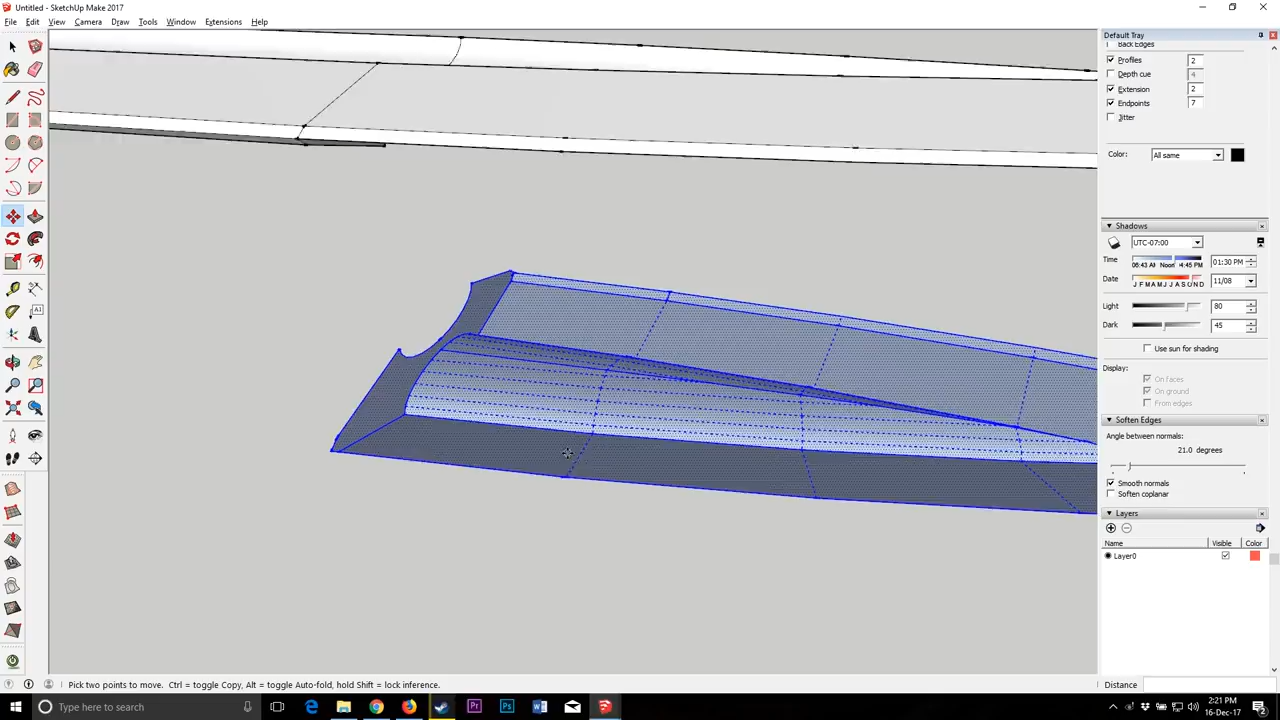 Untitled - SketchUp Make 2017
File Edit View Camera Draw Tools Window Extensions Help
Default Tray
Back Edges
Profiles 2
Depth cue 4
Extension 2
Endpoints 7
Jitter
Color: All same
Shadows
UTC-07:00
Time 06:43 AM Noon 4:45 PM 01:30 PM
Date J F M A M J J A S O N D 11/08
Light 80
Dark 45
Use sun for shading
Display:
On faces
On ground
From edges
Soften Edges
Angle between normals:
21.0 degrees
Smooth normals
Soften coplanar
Layers
Name Visible Color
Layer0
Pick two points to move. Ctrl = toggle Copy, Alt = toggle Auto-fold, hold Shift = lock inference.
Distance
Type here to search
2:21 PM
16-Dec-17